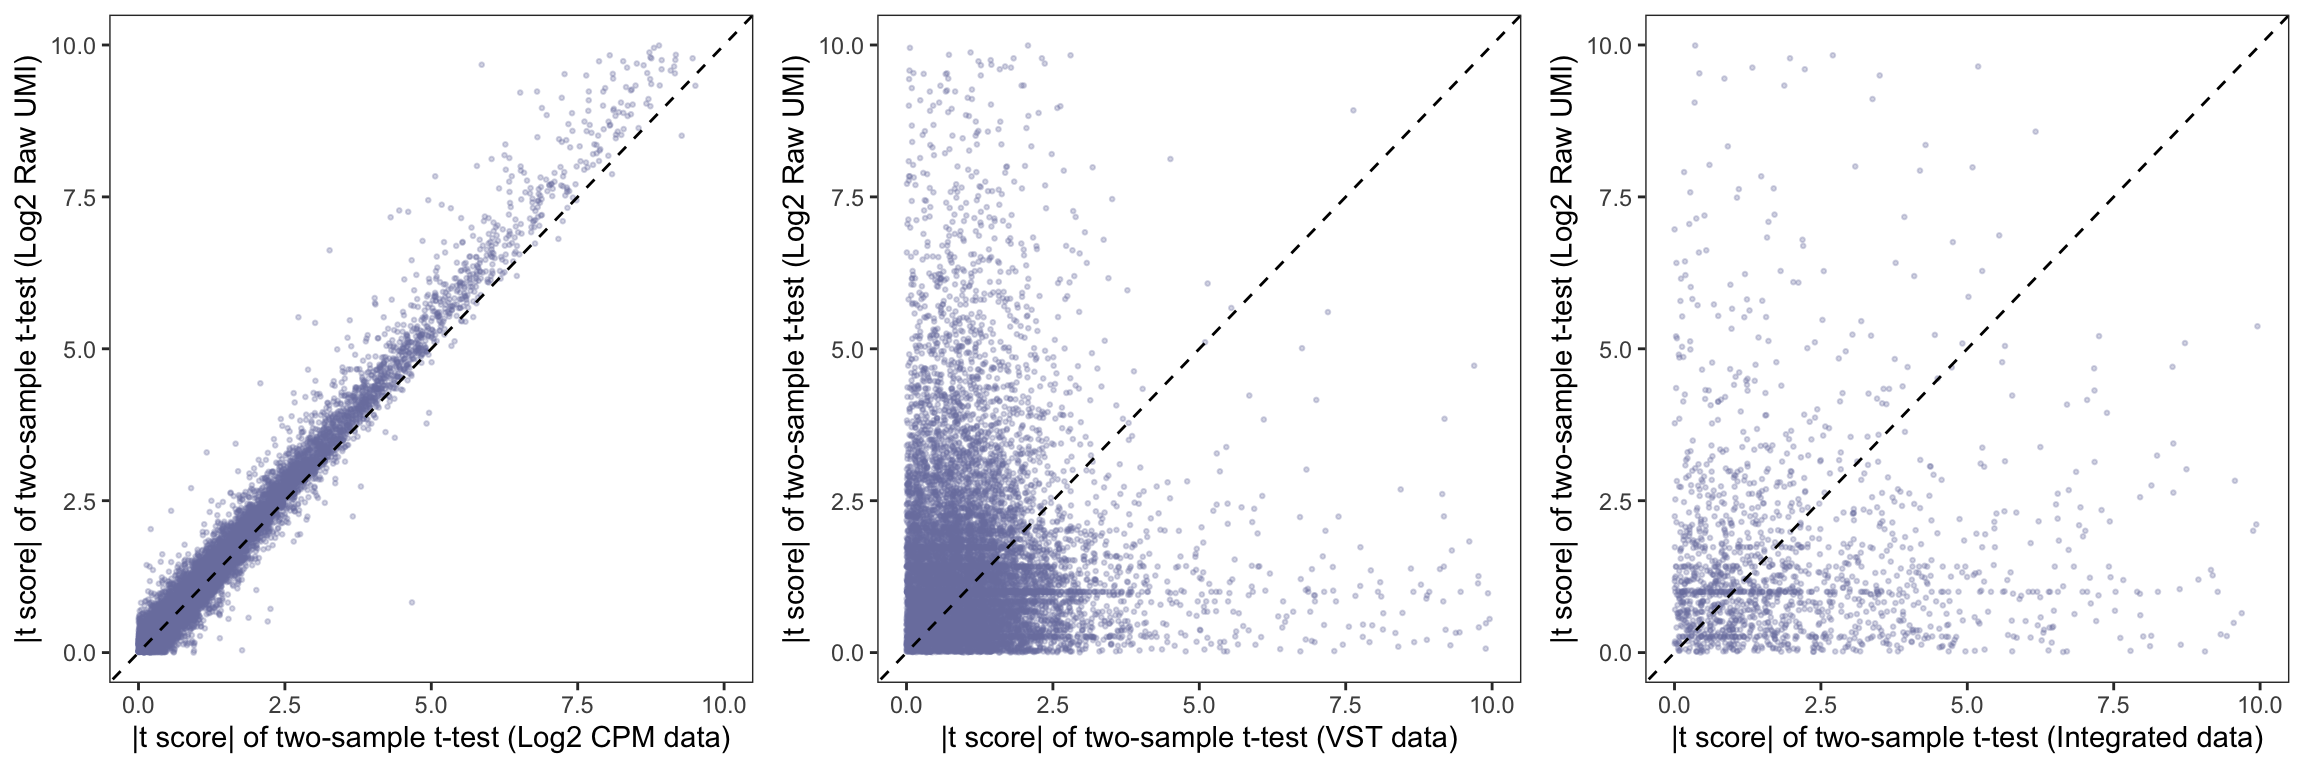 |t score| of two-sample t-test (Log2 Raw UMI)
10.0
7.5
5.0
2.5
0.0
0.0 2.5 5.0 7.5 10.0
|t score| of two-sample t-test (Log2 CPM data)
|t score| of two-sample t-test (Log2 Raw UMI)
10.0
7.5
5.0
2.5
0.0
0.0 2.5 5.0 7.5 10.0
|t score| of two-sample t-test (VST data)
|t score| of two-sample t-test (Log2 Raw UMI)
10.0
7.5
5.0
2.5
0.0
0.0 2.5 5.0 7.5 10.0
|t score| of two-sample t-test (Integrated data)